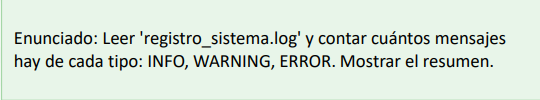 Enunciado: Leer 'registro_sistema.log' y contar cuántos mensajes
hay de cada tipo: INFO, WARNING, ERROR. Mostrar el resumen.